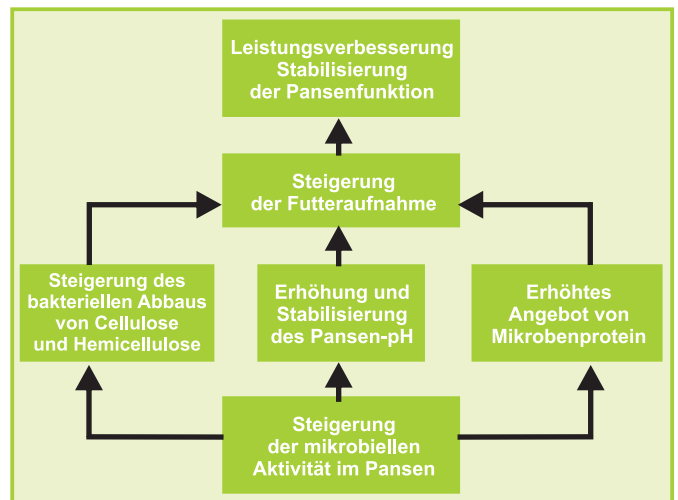 Leistungsverbesserung
Stabilisierung
der Pansenfunktion
Steigerung
der Futteraufnahme
Steigerung des
bakteriellen Abbaus
von Cellulose
und Hemicellulose
Erhöhung und
Stabilisierung
des Pansen-pH
Erhöhtes
Angebot von
Mikrobenprotein
Steigerung
der mikrobiellen
Aktivität im Pansen